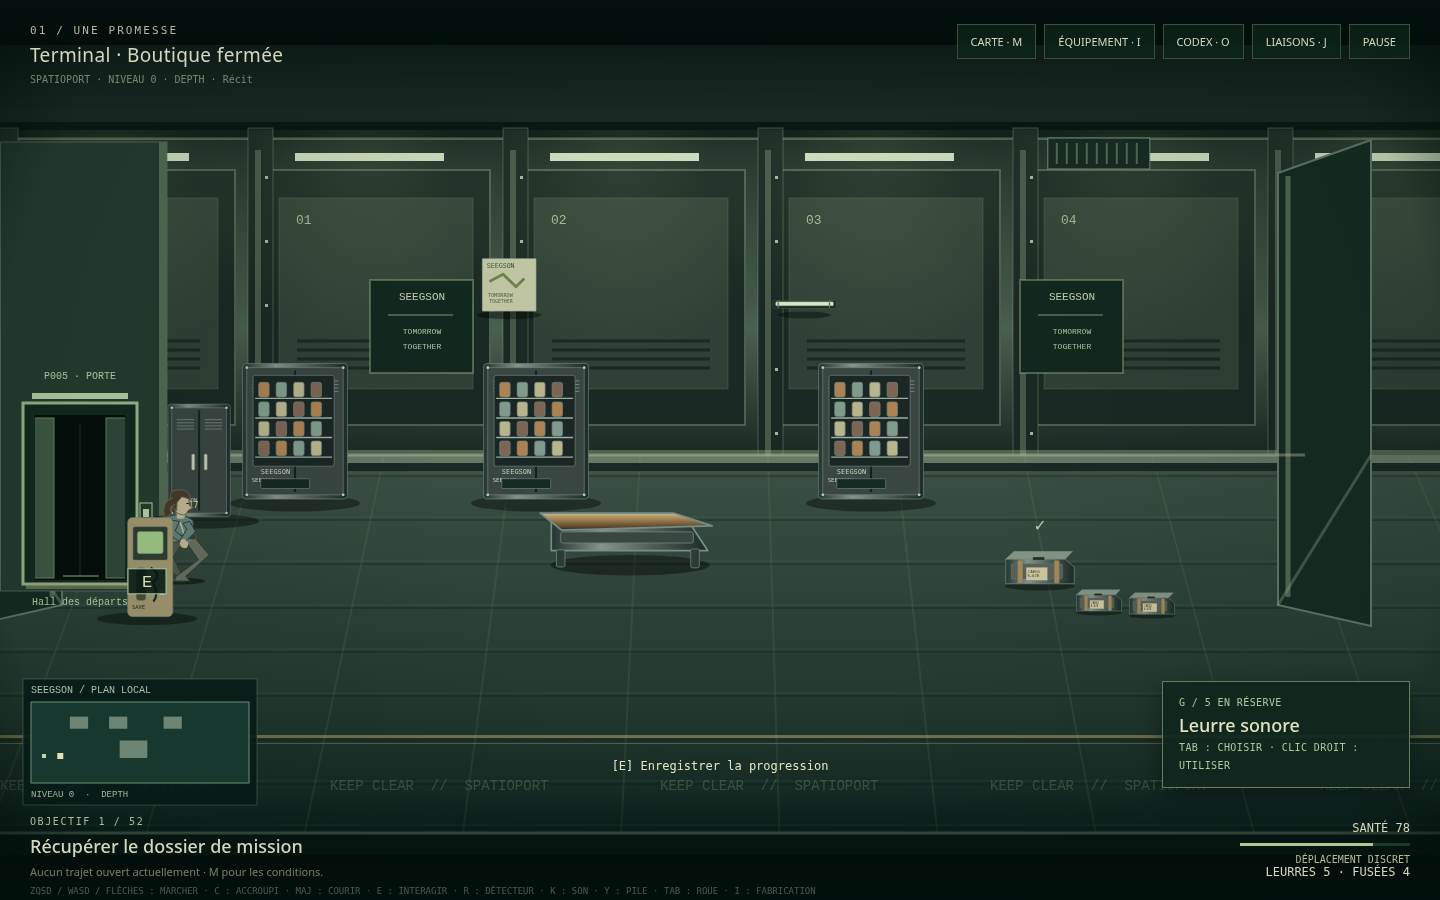 01 / UNE PROMESSE
Terminal · Boutique fermée
SPATIOPORT · NIVEAU 0 · DEPTH · Récit
CARTE · M
ÉQUIPEMENT · I
CODEX · O
LIAISONS · J
PAUSE
01
02
03
04
SEEGSON
TOMORROW
TOGETHER
SEEGSON
TOMORROW
TOGETHER
SEEGSON
TOMORROW
TOGETHER
P005 · PORTE
SEEGSON
SEEGSON
SEEGSON
E
SAVE
Hall des départs
✓
SEEGSON / PLAN LOCAL
NIVEAU 0 · DEPTH
G / 5 EN RÉSERVE
Leurre sonore
TAB : CHOISIR · CLIC DROIT :
UTILISER
[E] Enregistrer la progression
KEEP CLEAR // SPATIOPORT
KEEP CLEAR // SPATIOPORT
KEEP CLEAR //
OBJECTIF 1 / 52
Récupérer le dossier de mission
Aucun trajet ouvert actuellement · M pour les conditions.
ZQSD / WASD / FLÈCHES : MARCHER · C : ACCROUPI · MAJ : COURIR · E : INTERAGIR · R : DÉTECTEUR · K : SON · Y : PILE · TAB : ROUE · I : FABRICATION
SANTÉ 78
DÉPLACEMENT DISCRET
LEURRES 5 · FUSÉES 4